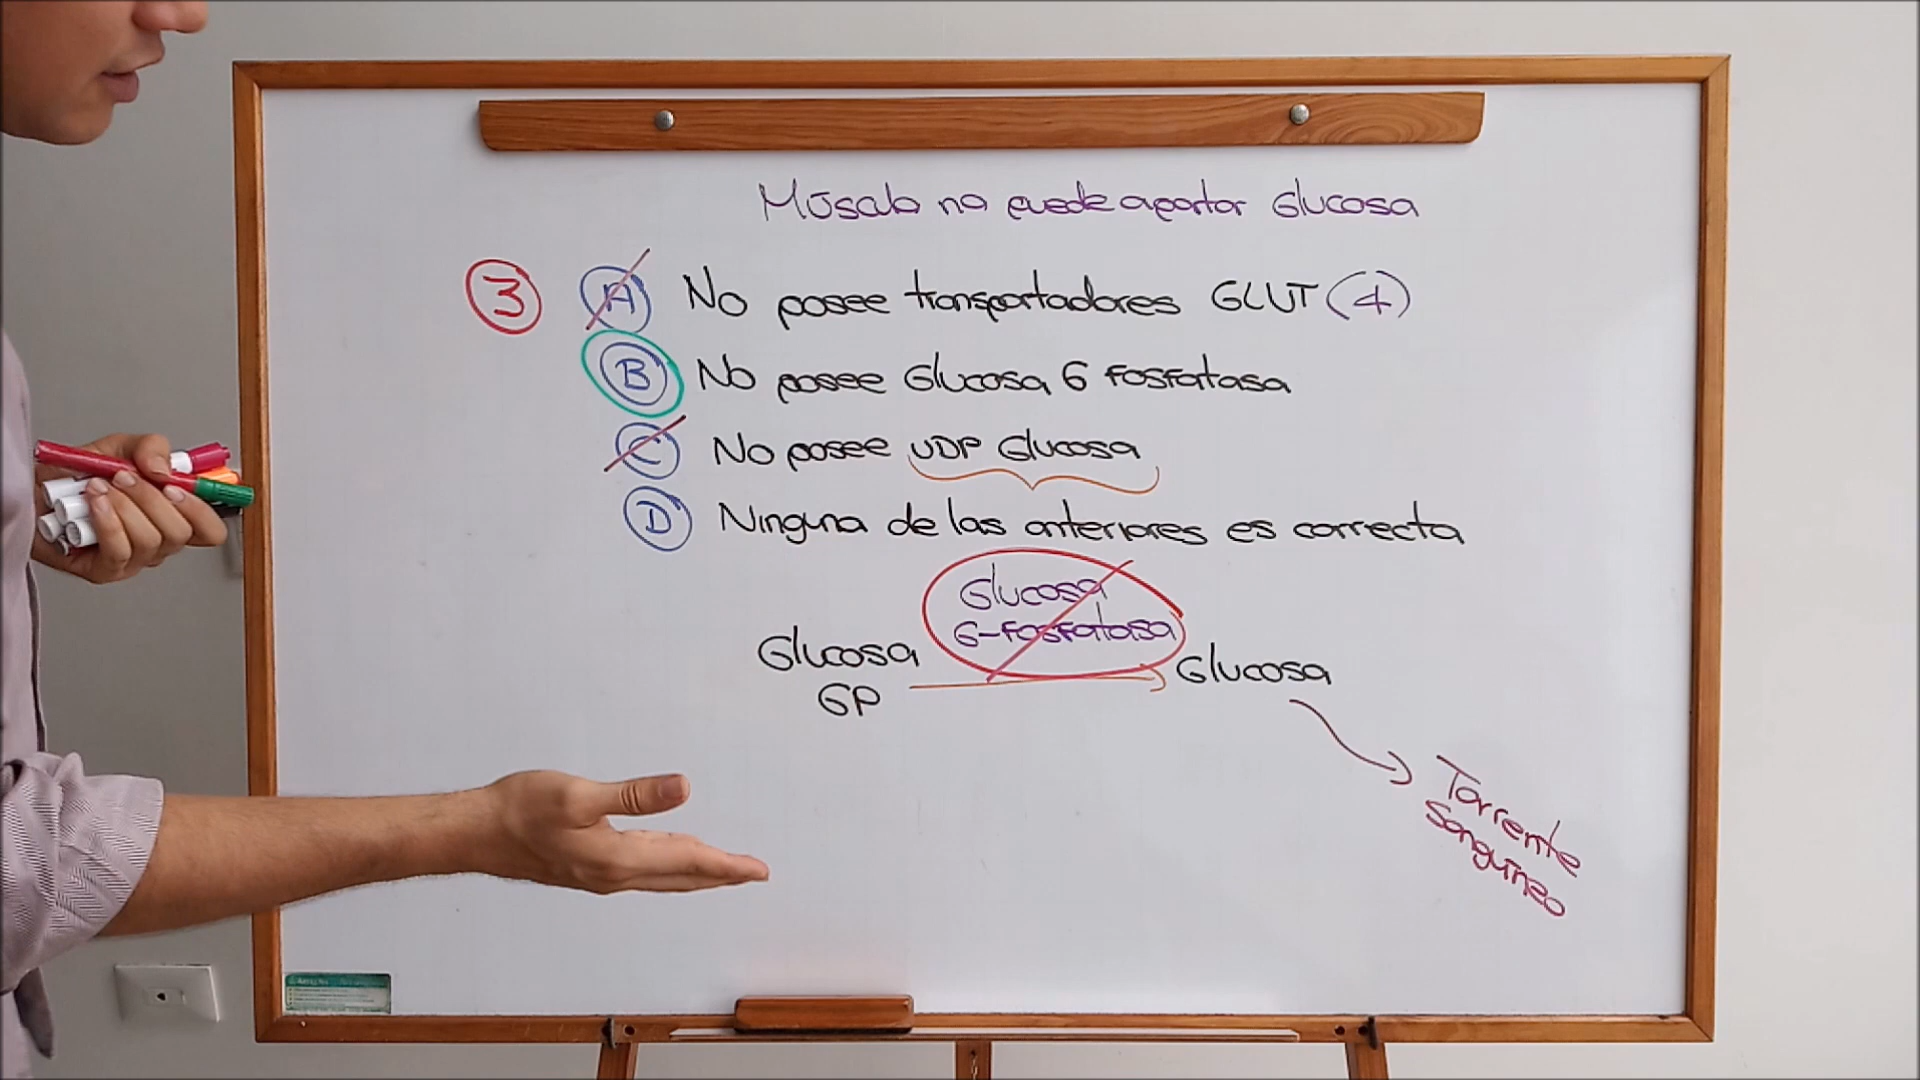 Músculo no puede aportar Glucosa
3 A No posee transportadores GLUT (4)
B No posee Glucosa 6 Fosfatasa
C No posee UDP Glucosa
D Ninguna de las anteriores es correcta
Glucosa
6-Fosfatasa
Glucosa
6P
Glucosa
Torrente
Sanguíneo